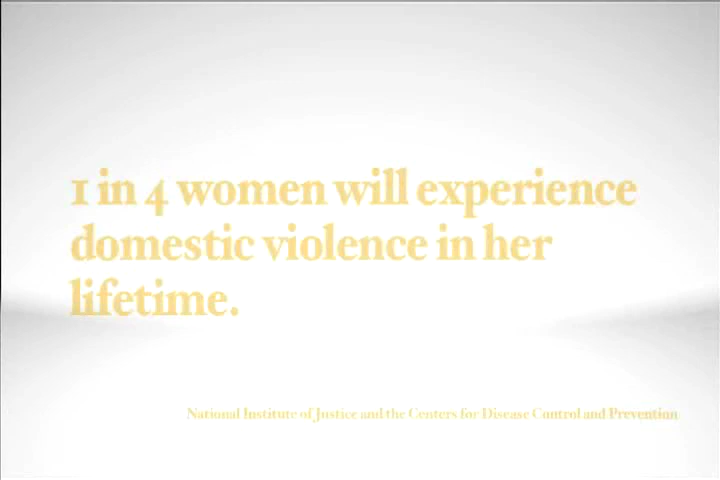 1 in 4 women will experience
domestic violence in her
lifetime.
National Institute of Justice and the Centers for Disease Control and Prevention